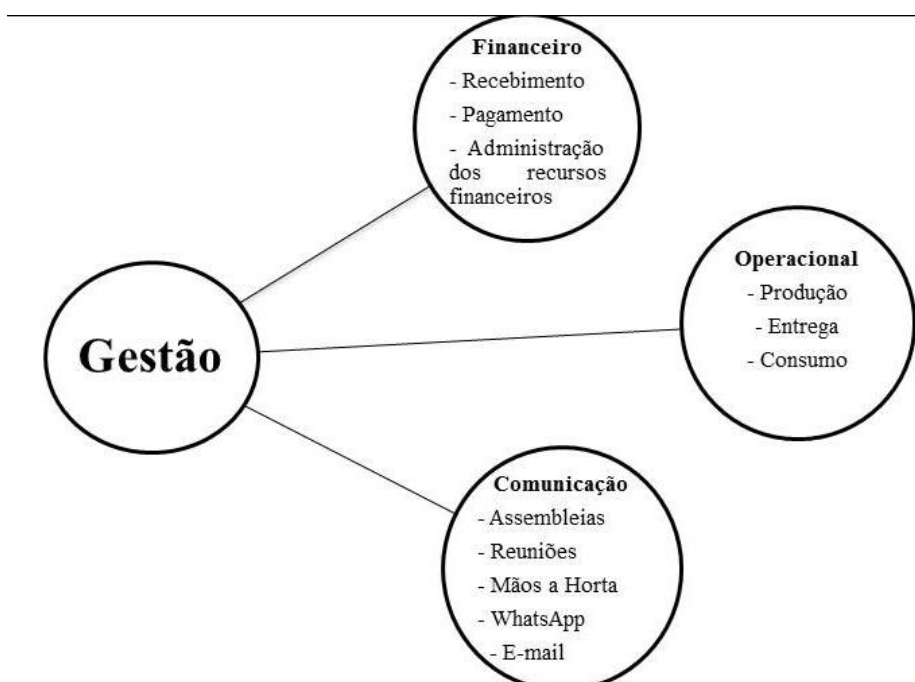 Financeiro
- Recebimento
- Pagamento
- Administração
dos recursos
financeiros
Operacional
- Produção
- Entrega
- Consumo
Gestão
Comunicação
- Assembleias
- Reuniões
- Mãos a Horta
- WhatsApp
- E-mail